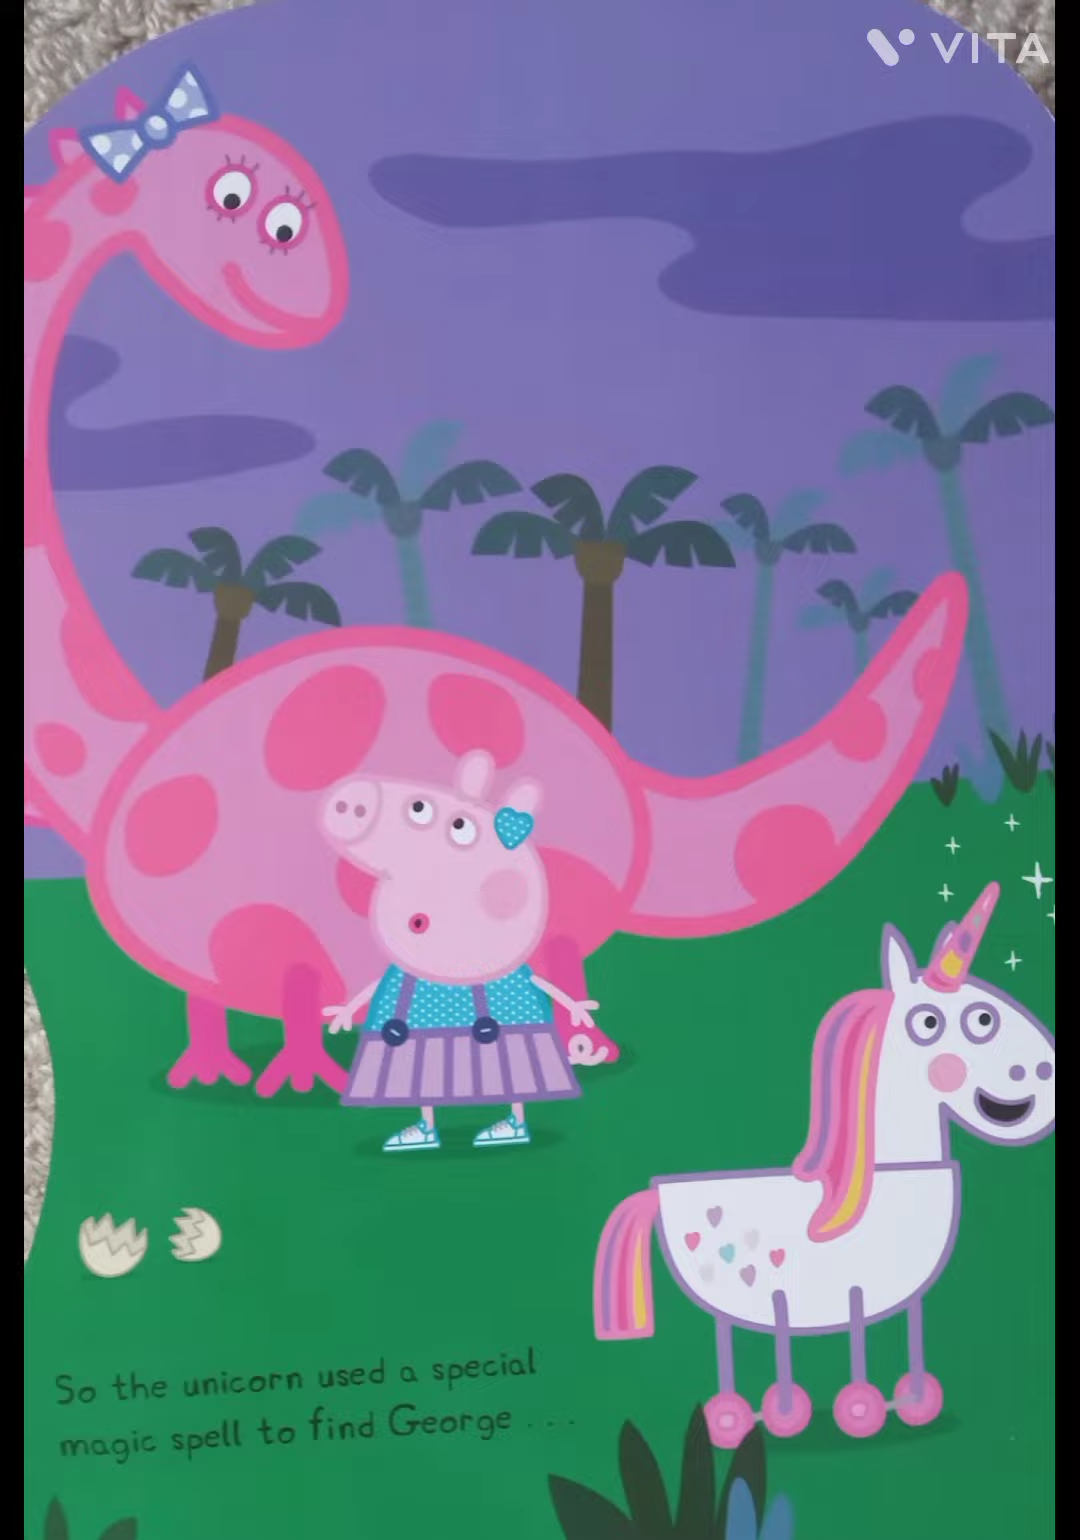 VITA
So the unicorn used a special
magic spell to find George . . .